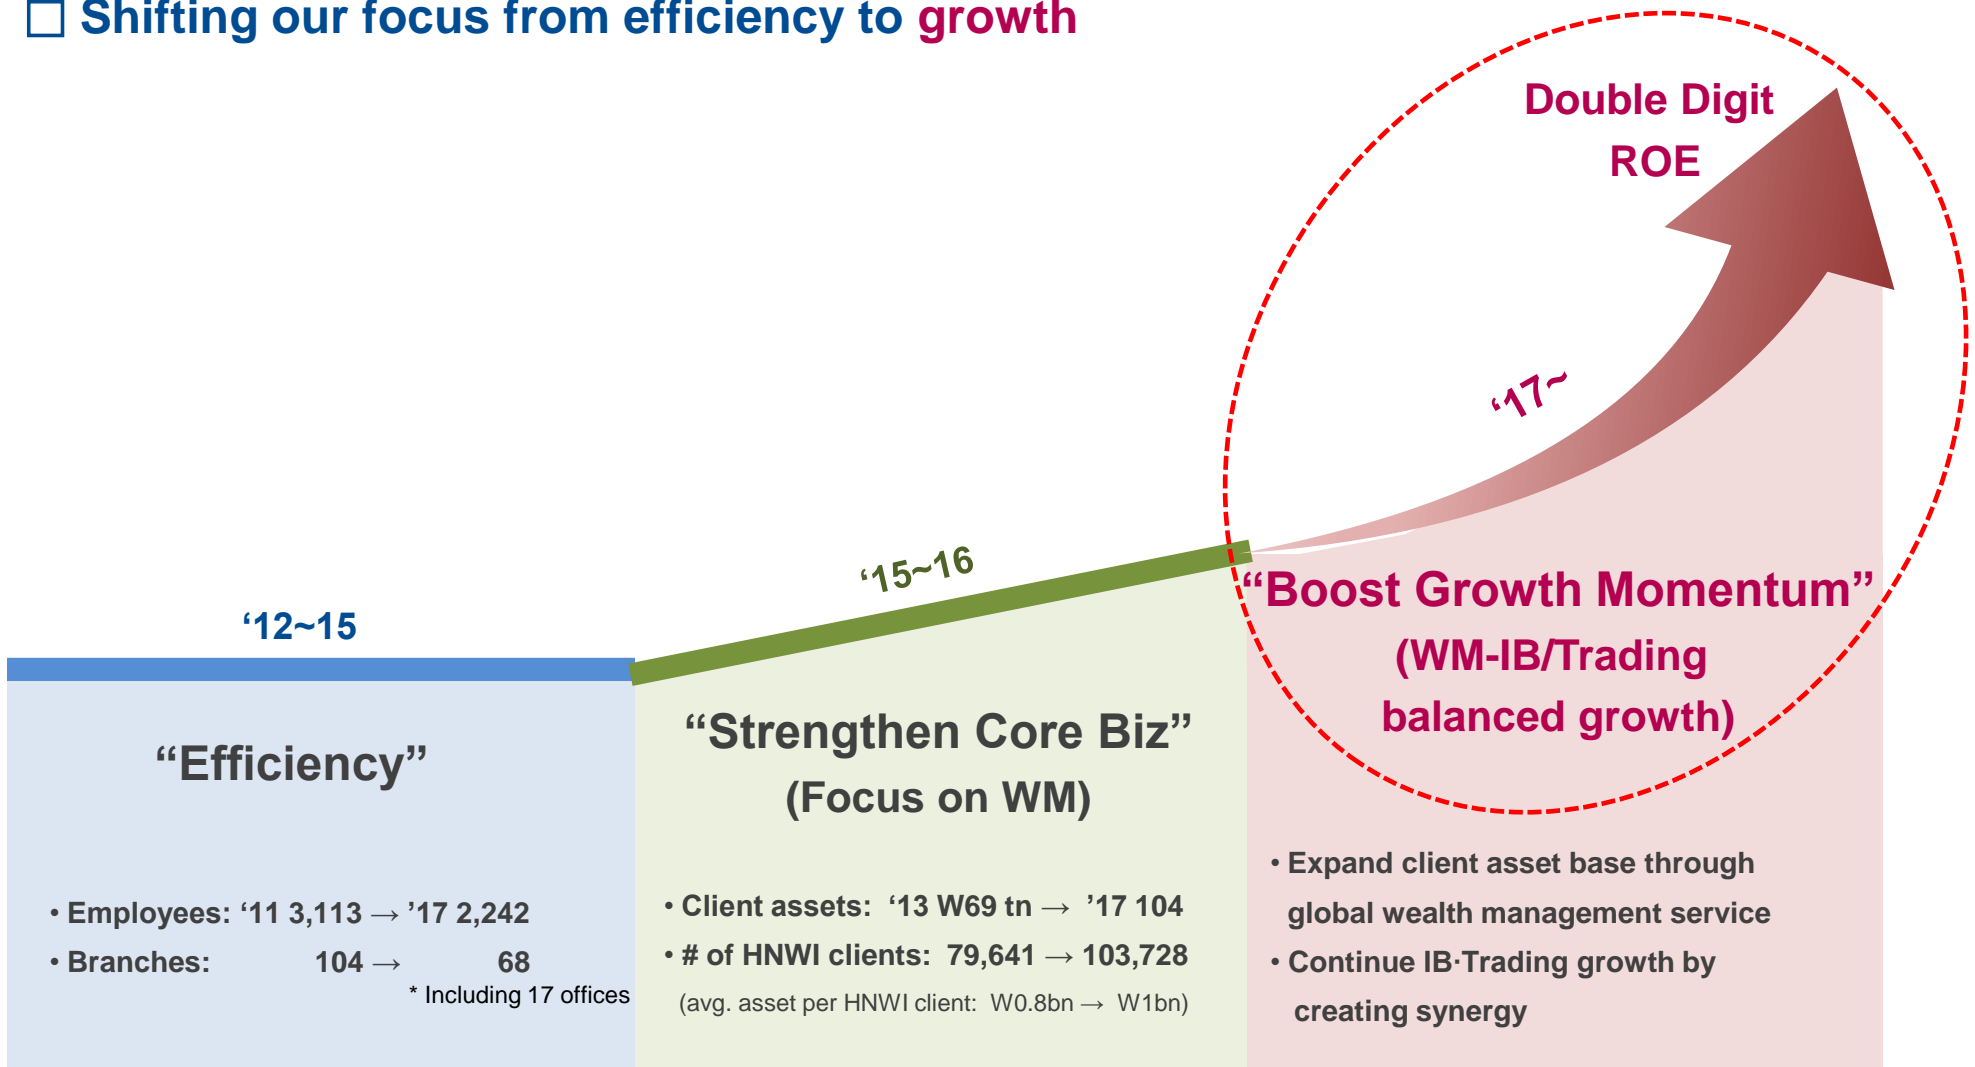 □ Shifting our focus from efficiency to growth
Double Digit
ROE
‘17~
‘15~16
‘12~15
“Efficiency”
• Employees: ‘11 3,113 → ’17 2,242
• Branches: 104 → 68
* Including 17 offices
“Strengthen Core Biz”
(Focus on WM)
• Client assets: ‘13 W69 tn → ’17 104
• # of HNWI clients: 79,641 → 103,728
(avg. asset per HNWI client: W0.8bn → W1bn)
“Boost Growth Momentum”
(WM-IB/Trading
balanced growth)
• Expand client asset base through
global wealth management service
• Continue IB·Trading growth by
creating synergy